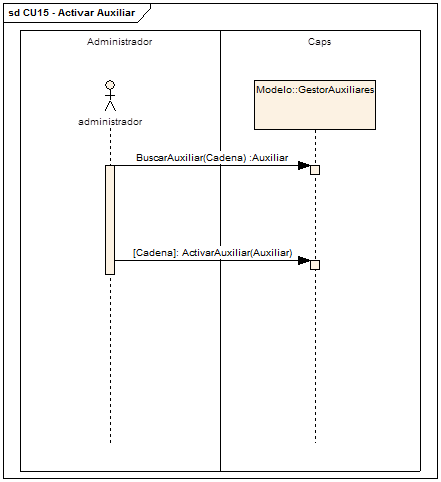 sd CU15 - Activar Auxiliar
Administrador
Caps
administrador
Modelo::GestorAuxiliares
BuscarAuxiliar(Cadena) :Auxiliar
[Cadena]: ActivarAuxiliar(Auxiliar)